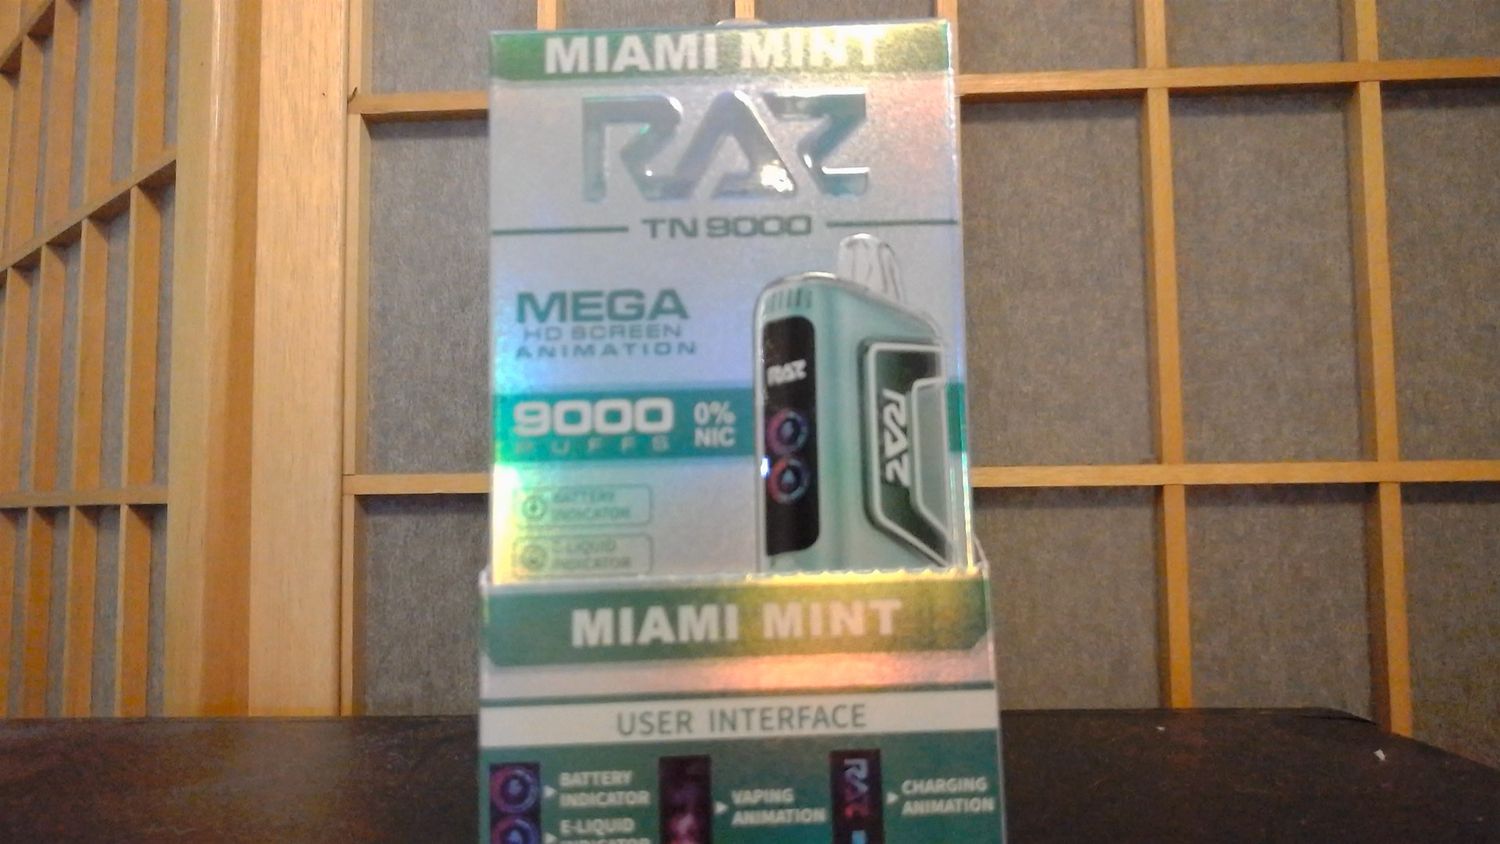 MIAMI MINT
RAZ
TN 9000
MEGA
HD SCREEN
ANIMATION
9000
PUFFS
0%
NIC
RAZ
RAZ
BATTERY
INDICATOR
E-LIQUID
INDICATOR
MIAMI MINT
USER INTERFACE
BATTERY
INDICATOR
E-LIQUID
INDICATOR
VAPING
ANIMATION
RAZ
CHARGING
ANIMATION